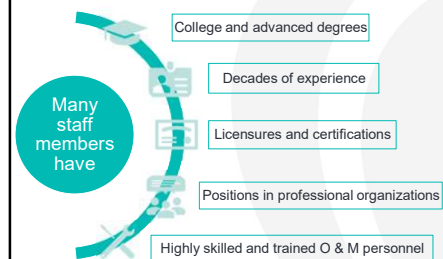 Many
staff
members
have
College and advanced degrees
Decades of experience
Licensures and certifications
Positions in professional organizations
Highly skilled and trained O & M personnel